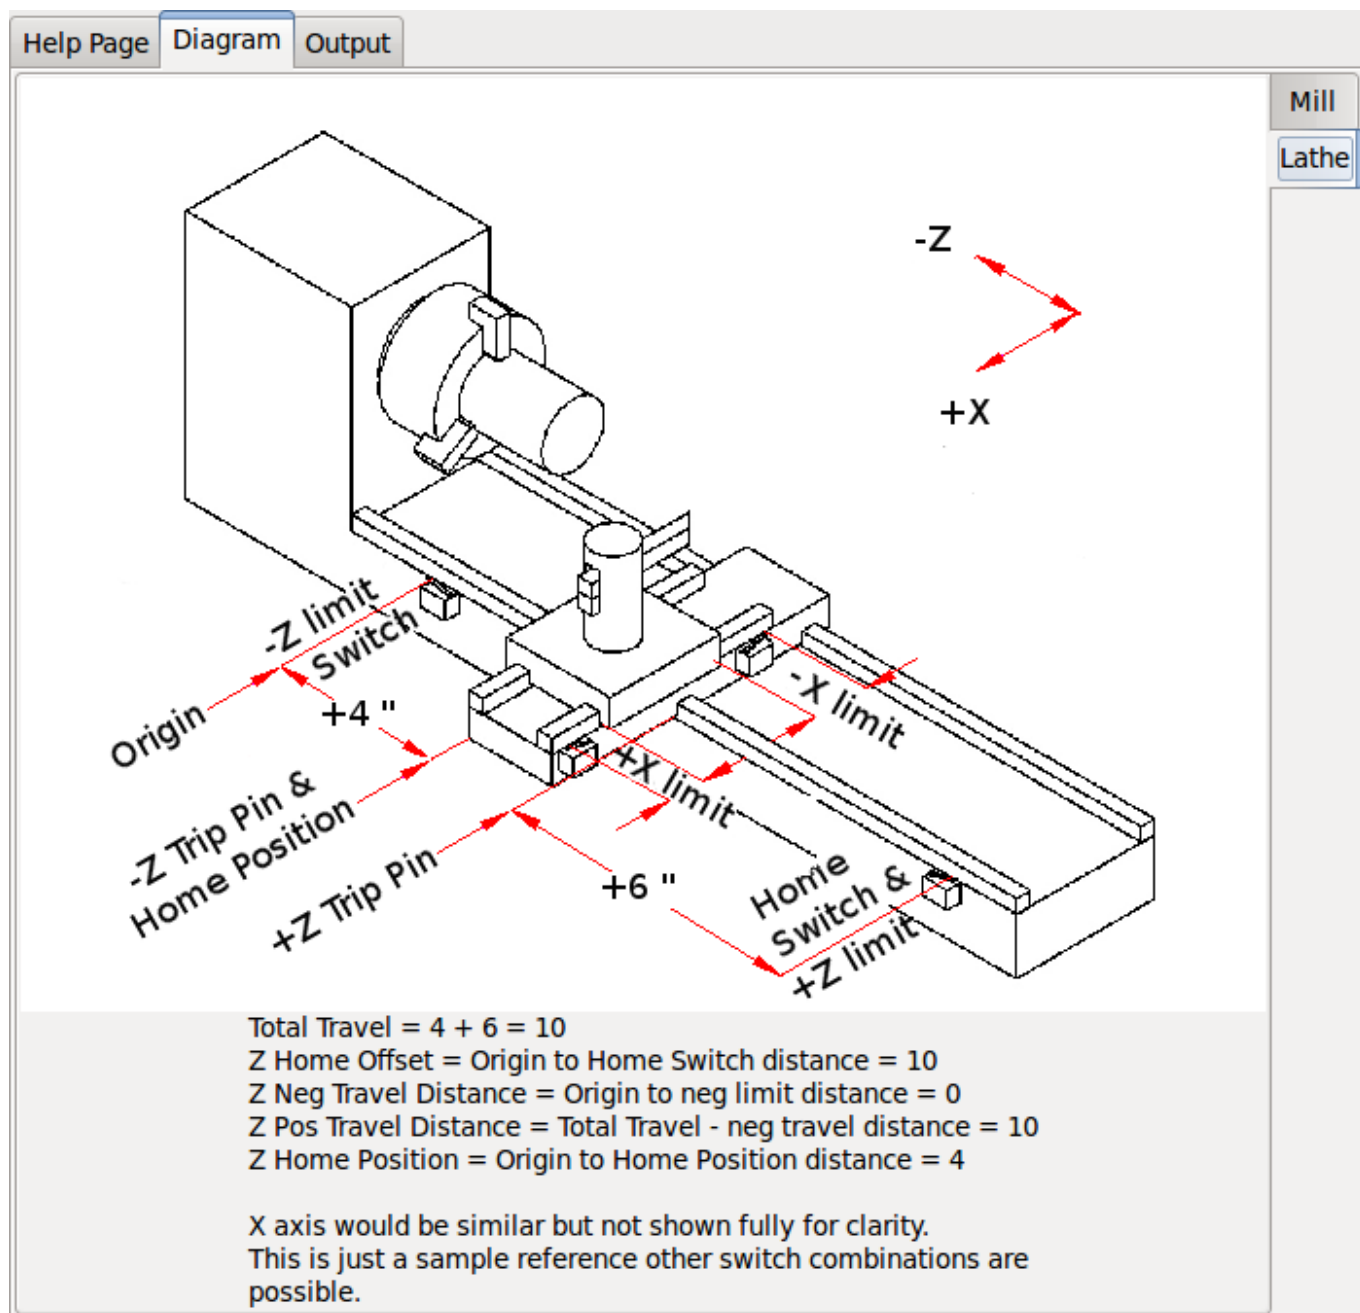 Help Page
Diagram
Output
Mill
Lathe
-Z
+X
-Z limit
Switch
Origin
+4 "
-X limit
+X limit
-Z Trip Pin &
Home Position
+Z Trip Pin
+6 "
Home
Switch &
+Z limit
Total Travel = 4 + 6 = 10
Z Home Offset = Origin to Home Switch distance = 10
Z Neg Travel Distance = Origin to neg limit distance = 0
Z Pos Travel Distance = Total Travel - neg travel distance = 10
Z Home Position = Origin to Home Position distance = 4
X axis would be similar but not shown fully for clarity.
This is just a sample reference other switch combinations are
possible.